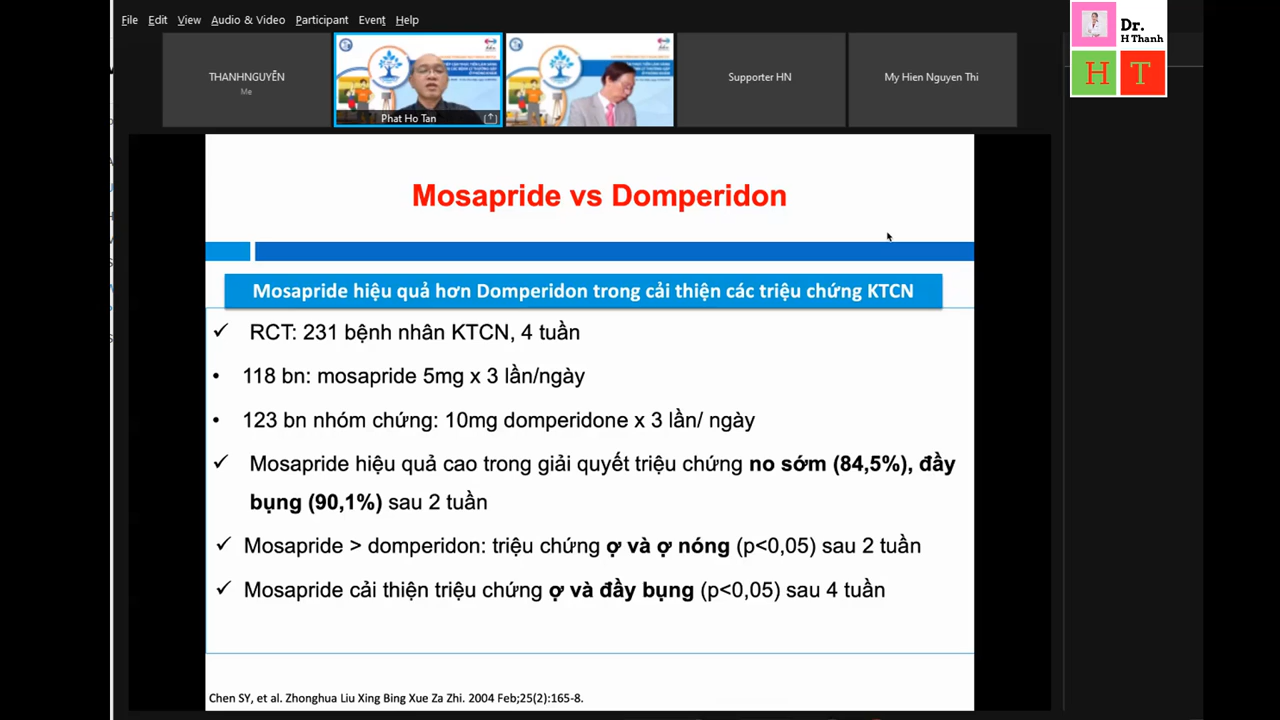 File Edit View Audio & Video Participant Event Help
Dr.
H Thanh
H T
THANHNGUYỄN
Me
Phat Ho Tan
Supporter HN
My Hien Nguyen Thi
Mosapride vs Domperidon
Mosapride hiệu quả hơn Domperidon trong cải thiện các triệu chứng KTCN
✓ RCT: 231 bệnh nhân KTCN, 4 tuần
• 118 bn: mosapride 5mg x 3 lần/ngày
• 123 bn nhóm chứng: 10mg domperidone x 3 lần/ ngày
✓ Mosapride hiệu quả cao trong giải quyết triệu chứng no sớm (84,5%), đầy
bụng (90,1%) sau 2 tuần
✓ Mosapride > domperidon: triệu chứng ợ và ợ nóng (p<0,05) sau 2 tuần
✓ Mosapride cải thiện triệu chứng ợ và đầy bụng (p<0,05) sau 4 tuần
Chen SY, et al. Zhonghua Liu Xing Bing Xue Za Zhi. 2004 Feb;25(2):165-8.